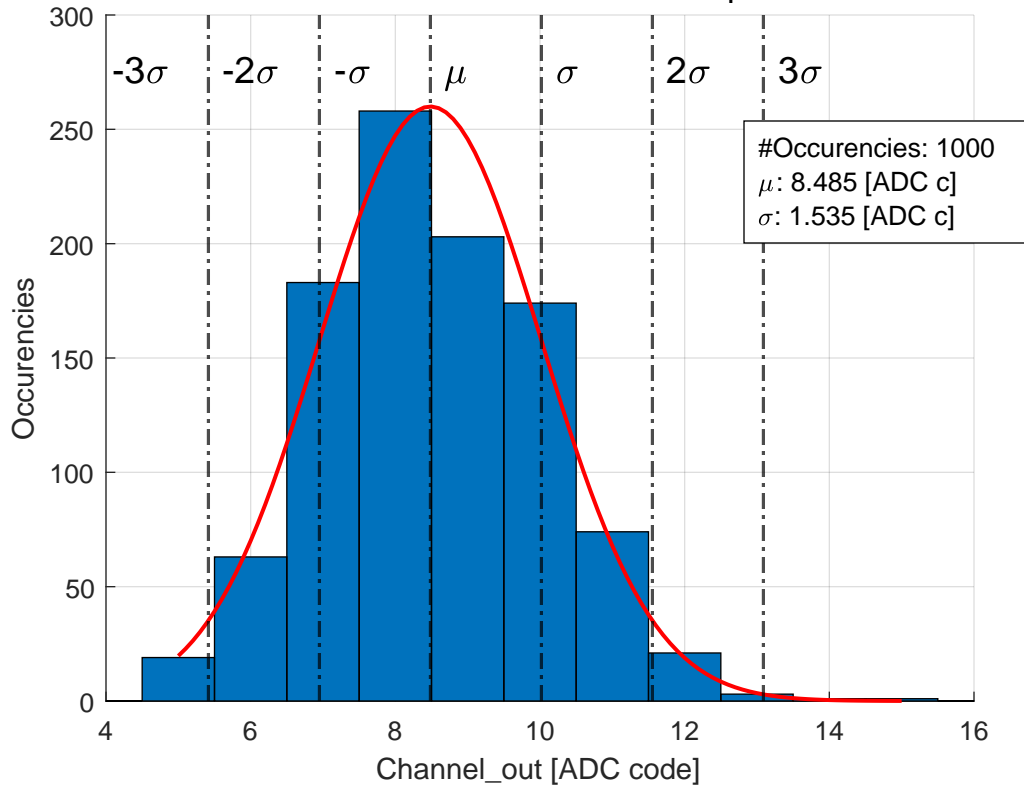 300
250
200
150
100
50
0
Occurencies
-3σ -2σ -σ μ σ 2σ 3σ
#Occurencies: 1000
μ: 8.485 [ADC c]
σ: 1.535 [ADC c]
4 6 8 10 12 14 16
Channel_out [ADC code]